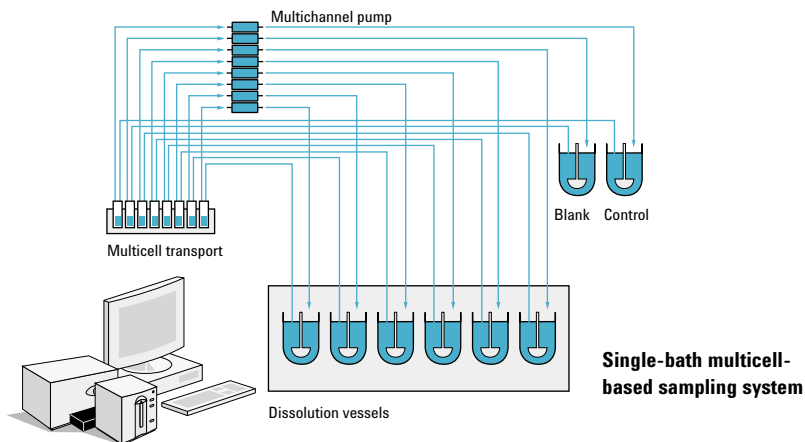 Multichannel pump
Blank
Control
Multicell transport
Single-bath multicell-
based sampling system
Dissolution vessels